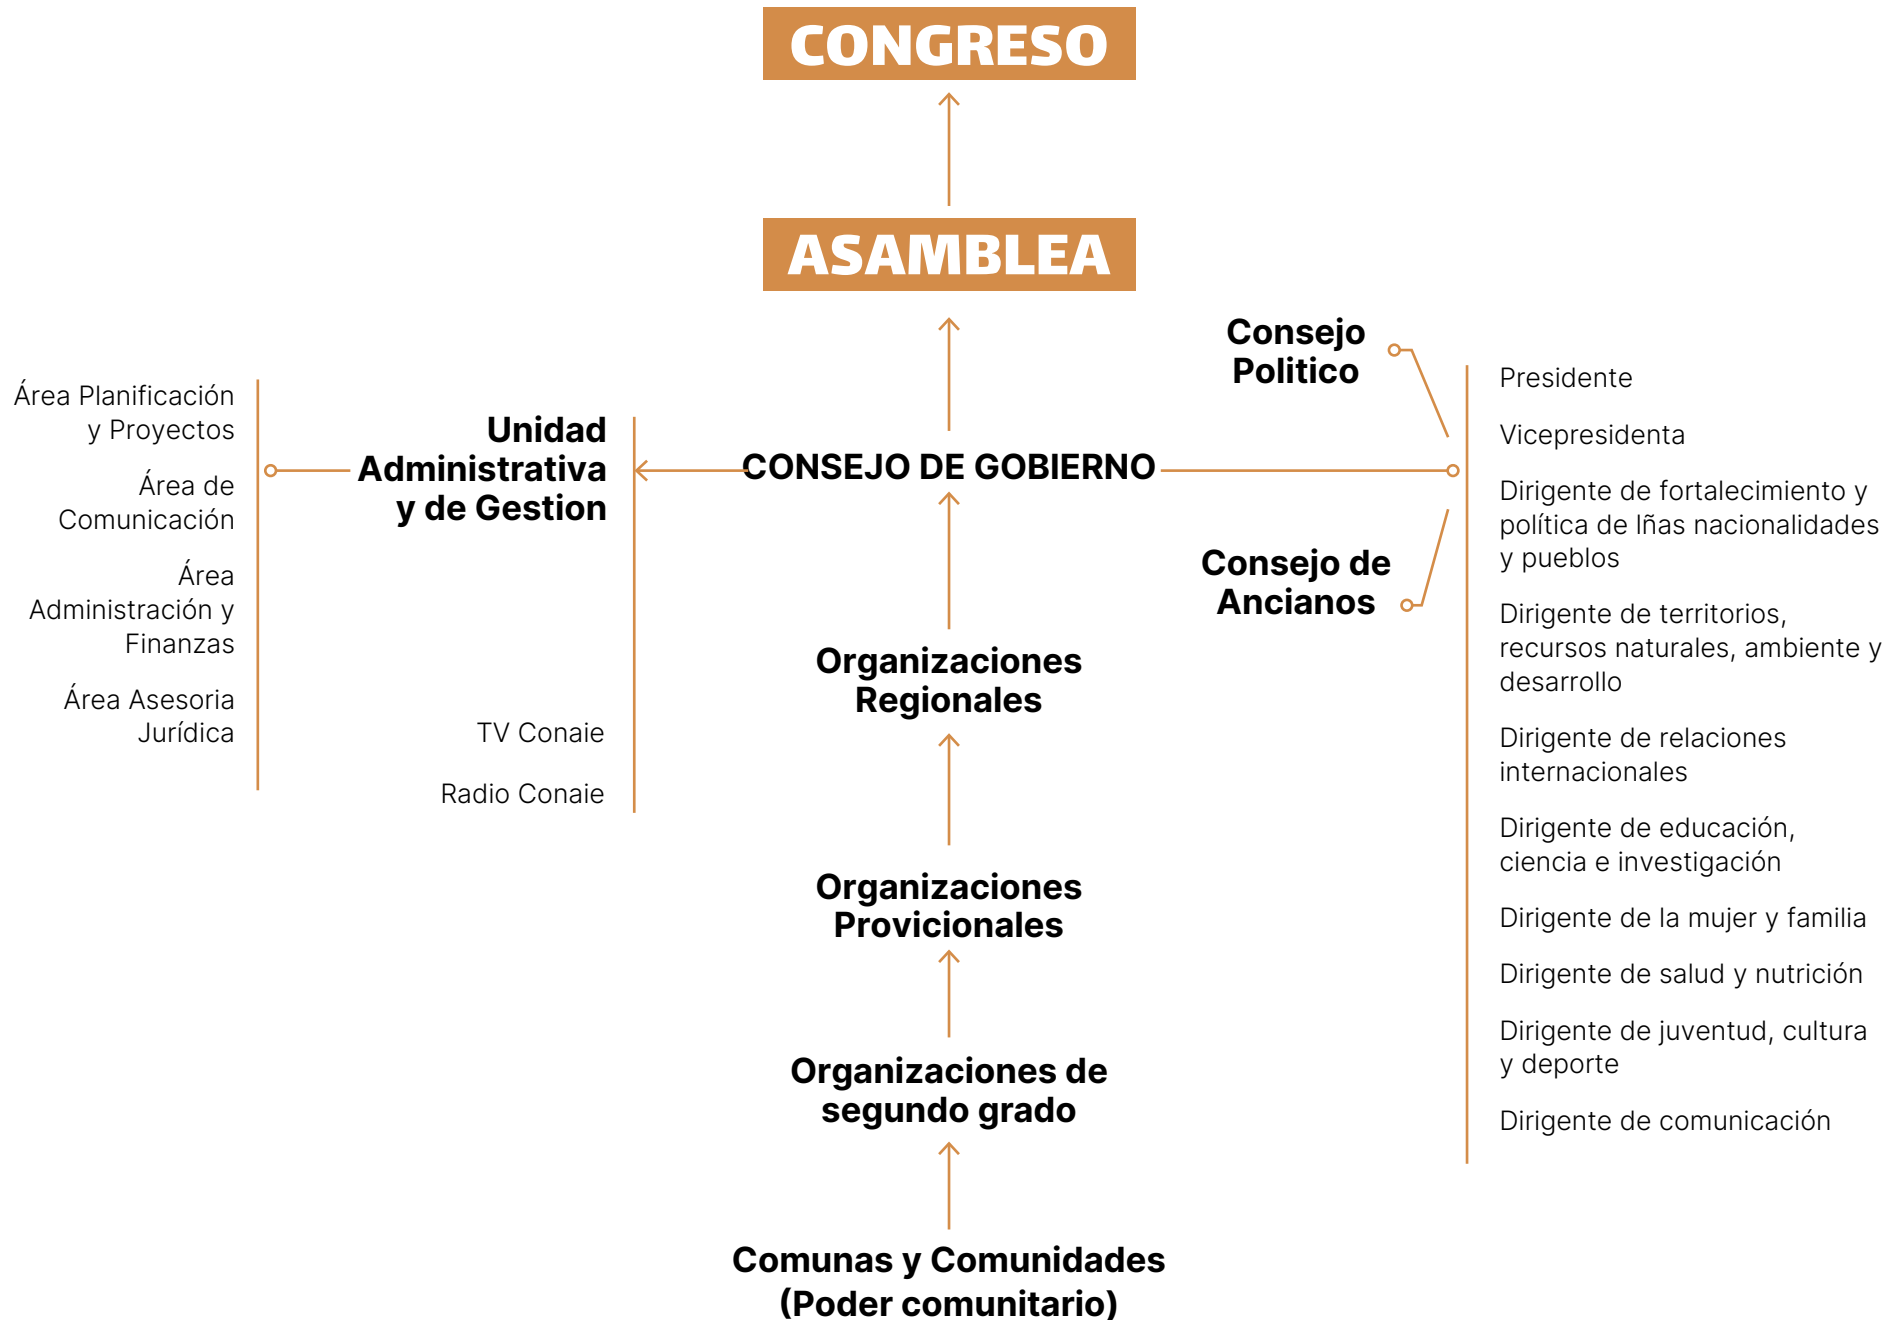 CONGRESO
ASAMBLEA
Área Planificación
y Proyectos
Área de
Comunicación
Área
Administración y
Finanzas
Área Asesoria
Jurídica
Unidad
Administrativa
y de Gestion
TV Conaie
Radio Conaie
CONSEJO DE GOBIERNO
Organizaciones
Regionales
Organizaciones
Provicionales
Organizaciones de
segundo grado
Comunas y Comunidades
(Poder comunitario)
Consejo
Politico
Consejo de
Ancianos
Presidente
Vicepresidenta
Dirigente de fortalecimiento y
política de lñas nacionalidades
y pueblos
Dirigente de territorios,
recursos naturales, ambiente y
desarrollo
Dirigente de relaciones
internacionales
Dirigente de educación,
ciencia e investigación
Dirigente de la mujer y familia
Dirigente de salud y nutrición
Dirigente de juventud, cultura
y deporte
Dirigente de comunicación